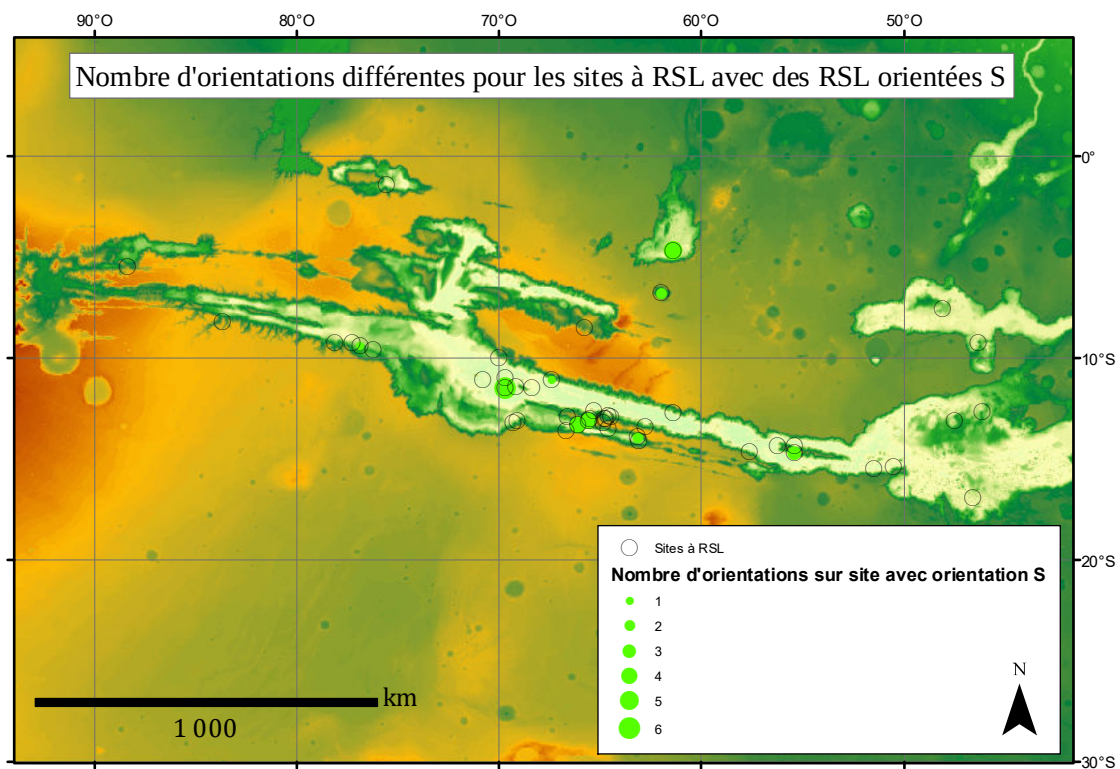 90°O 80°O 70°O 60°O 50°O
Nombre d'orientations différentes pour les sites à RSL avec des RSL orientées S
0°
10°S
20°S
30°S
Sites à RSL
Nombre d'orientations sur site avec orientation S
1
2
3
4
5
6
N
km
1 000